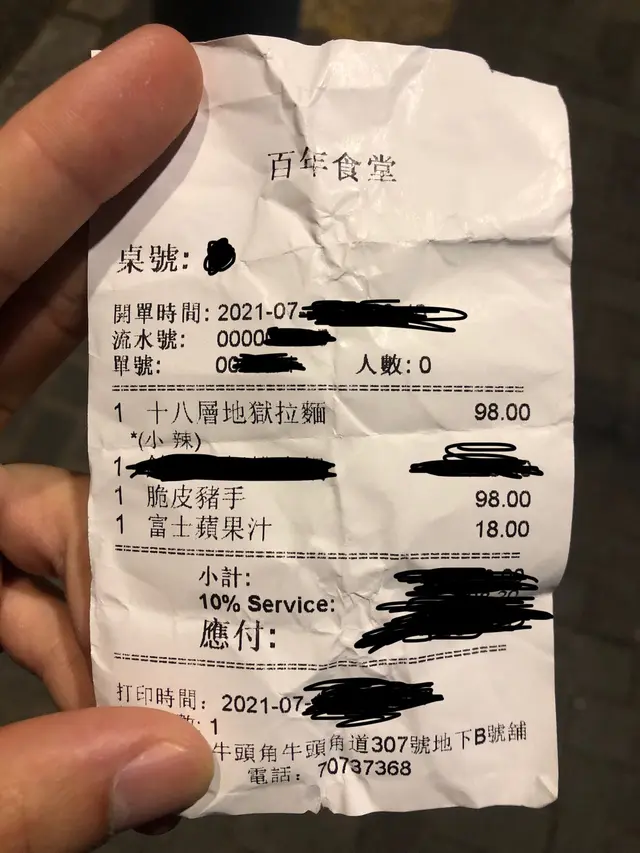 百年食堂
桌號:
開單時間: 2021-07-
流水號: 0000
單號: 00 人數: 0
1 十八層地獄拉麵 98.00
*(小 辣)
1
1 脆皮豬手 98.00
1 富士蘋果汁 18.00
小計:
10% Service:
應付:
打印時間: 2021-07-
數: 1
牛頭角牛頭角道307號地下B號舖
電話: 70737368